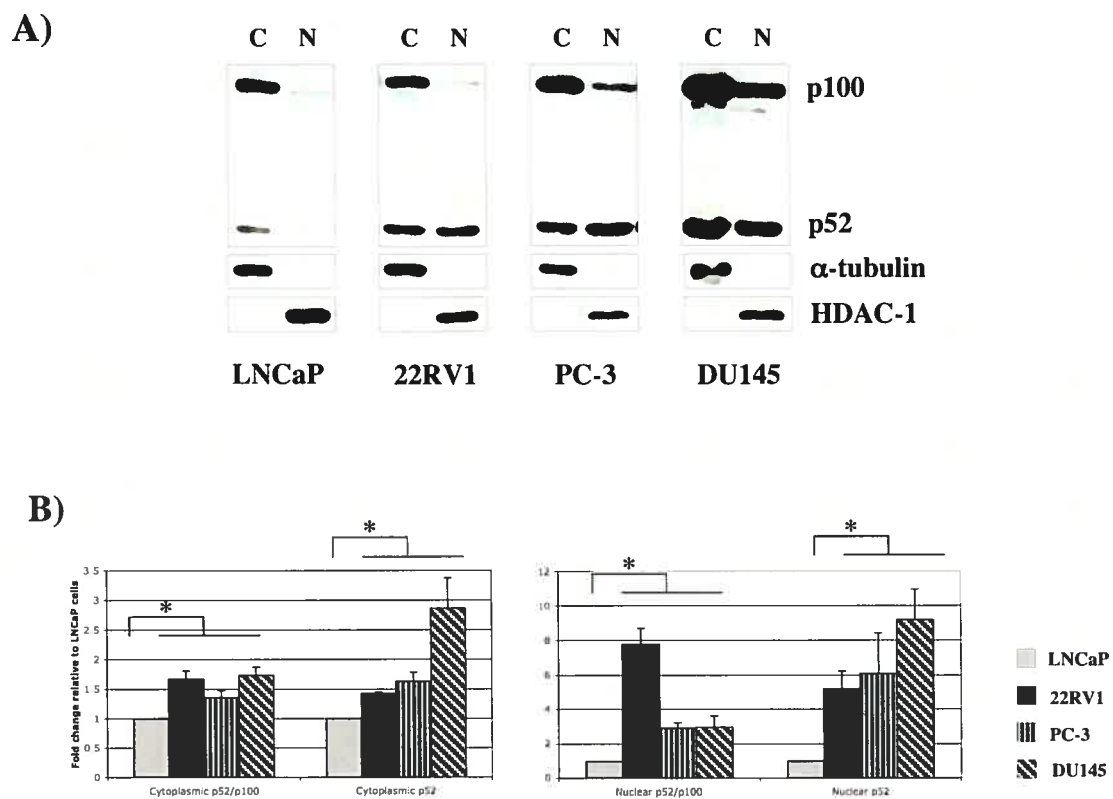 A)
C N C N C N C N
p100
p52
α-tubulin
HDAC-1
LNCaP 22RV1 PC-3 DU145
B)
* * * *
Fold change relative to LNCaP cells
3 5
3
2 5
2
1 5
1
0 5
0
Cytoplasmic p52/p100 Cytoplasmic p52
12
10
8
6
4
2
0
Nuclear p52/p100 Nuclear p52
LNCaP
22RV1
PC-3
DU145